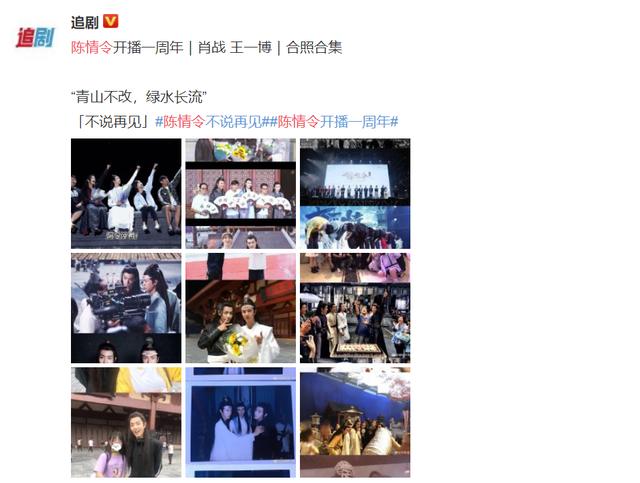 追剧
追剧
陈情令开播一周年 | 肖战 王一博 | 合照合集
“青山不改，绿水长流”
「不说再见」#陈情令不说再见##陈情令开播一周年#